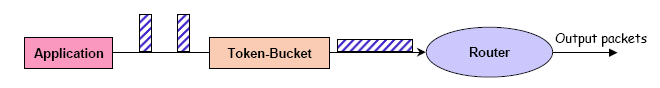 Application
Token-Bucket
Router
Output packets